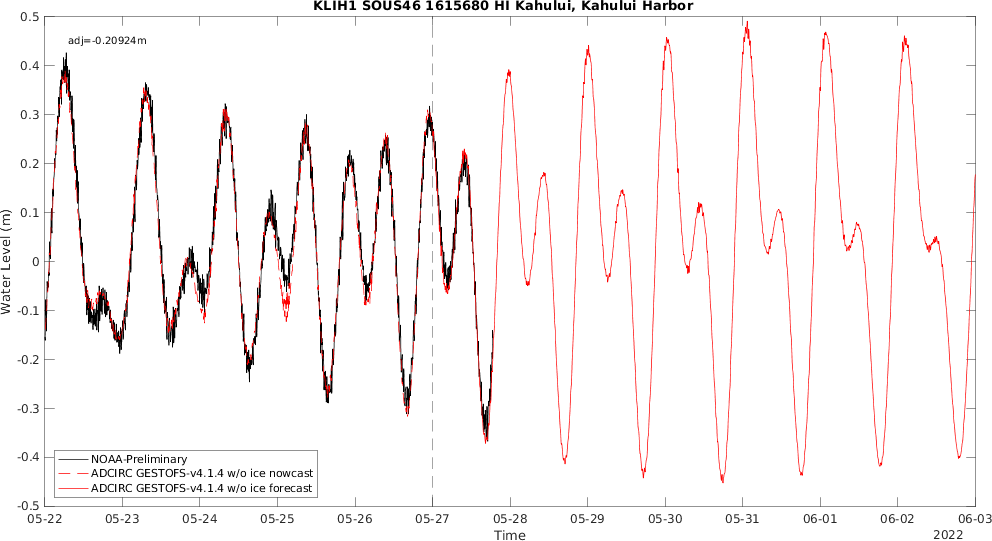 KLIH1 SOUS46 1615680 HI Kahului, Kahului Harbor
adj=-0.20924m
0.5
0.4
0.3
0.2
0.1
0
-0.1
-0.2
-0.3
-0.4
-0.5
Water Level (m)
NOAA-Preliminary
ADCIRC GESTOFS-v4.1.4 w/o ice nowcast
ADCIRC GESTOFS-v4.1.4 w/o ice forecast
05-22 05-23 05-24 05-25 05-26 05-27 05-28 05-29 05-30 05-31 06-01 06-02 06-03
Time
2022